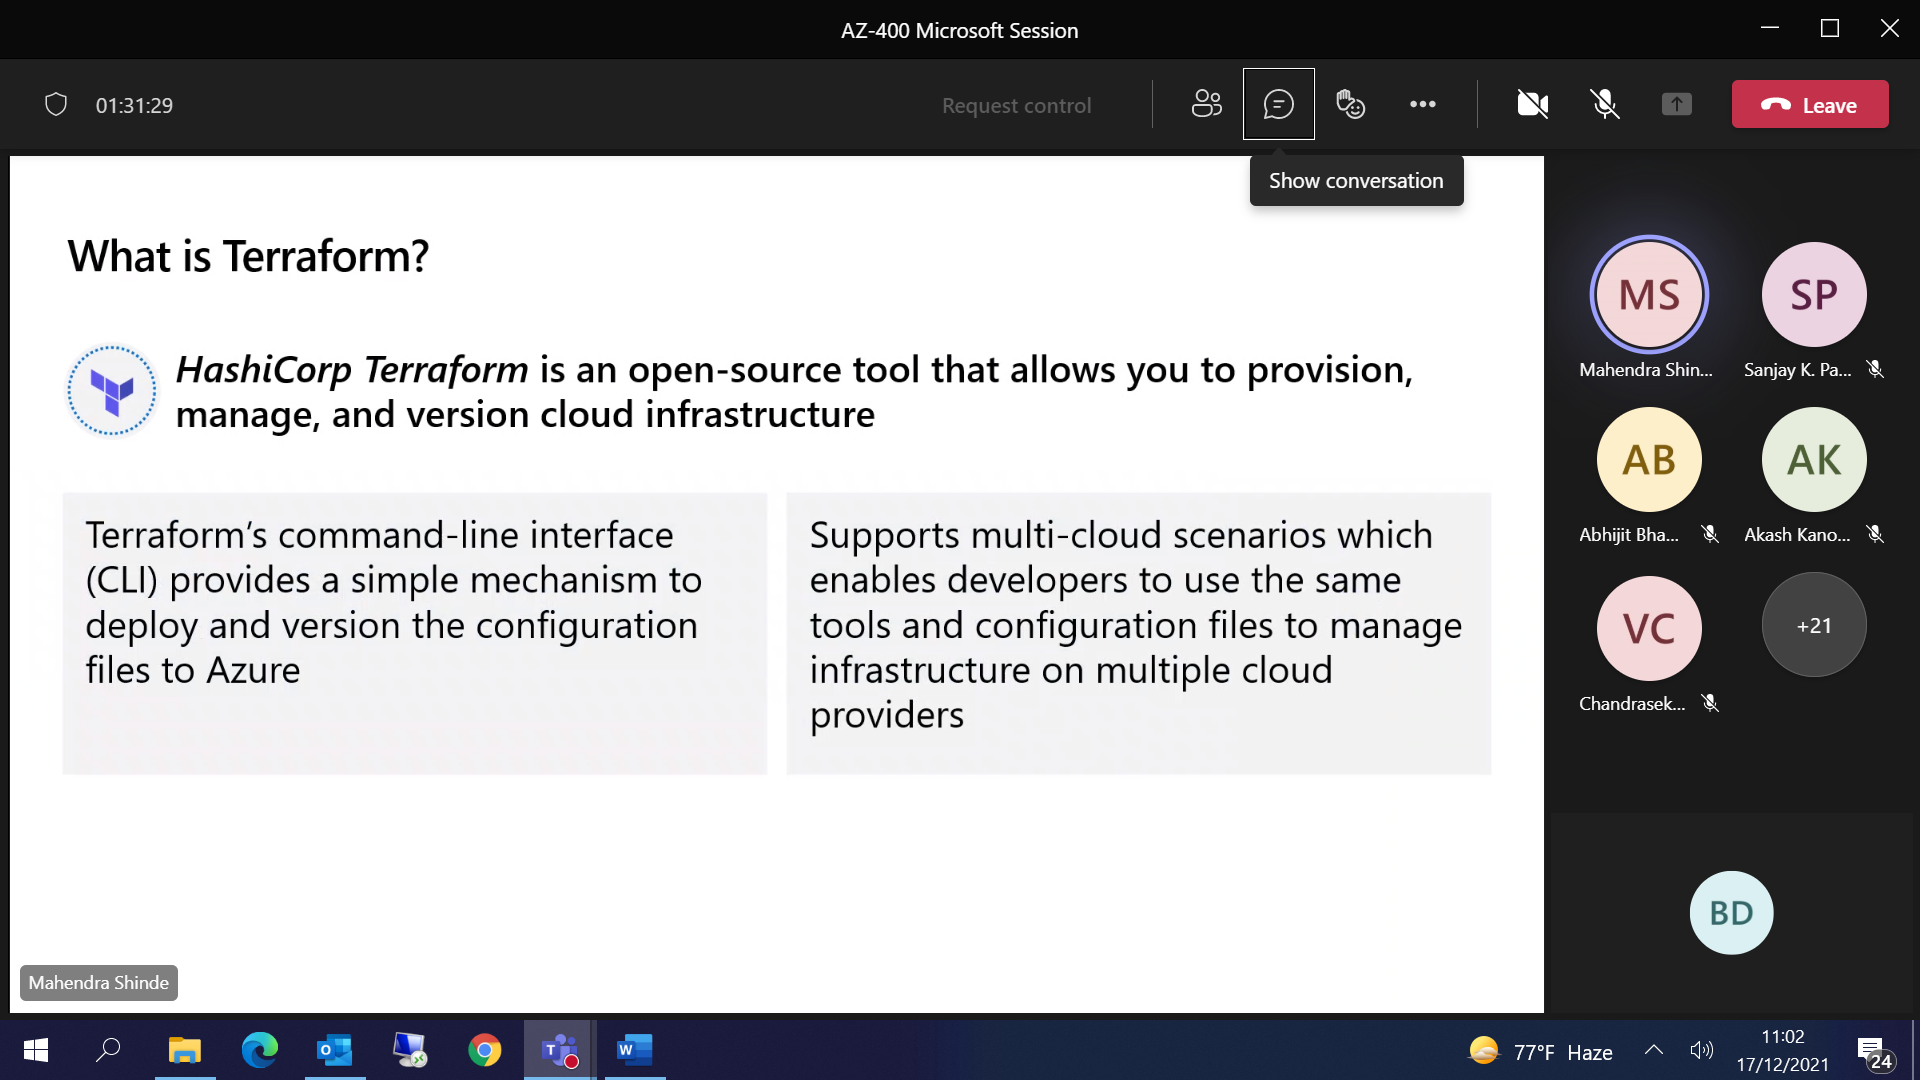 AZ-400 Microsoft Session
01:31:29
Request control
Leave
Show conversation
What is Terraform?
HashiCorp Terraform is an open-source tool that allows you to provision,
manage, and version cloud infrastructure
Terraform's command-line interface
(CLI) provides a simple mechanism to
deploy and version the configuration
files to Azure
Supports multi-cloud scenarios which
enables developers to use the same
tools and configuration files to manage
infrastructure on multiple cloud
providers
Mahendra Shinde
MS
Mahendra Shin...
SP
Sanjay K. Pa...
AB
Abhijit Bha...
AK
Akash Kano...
VC
Chandrasek...
+21
BD
77°F Haze
11:02
17/12/2021
24